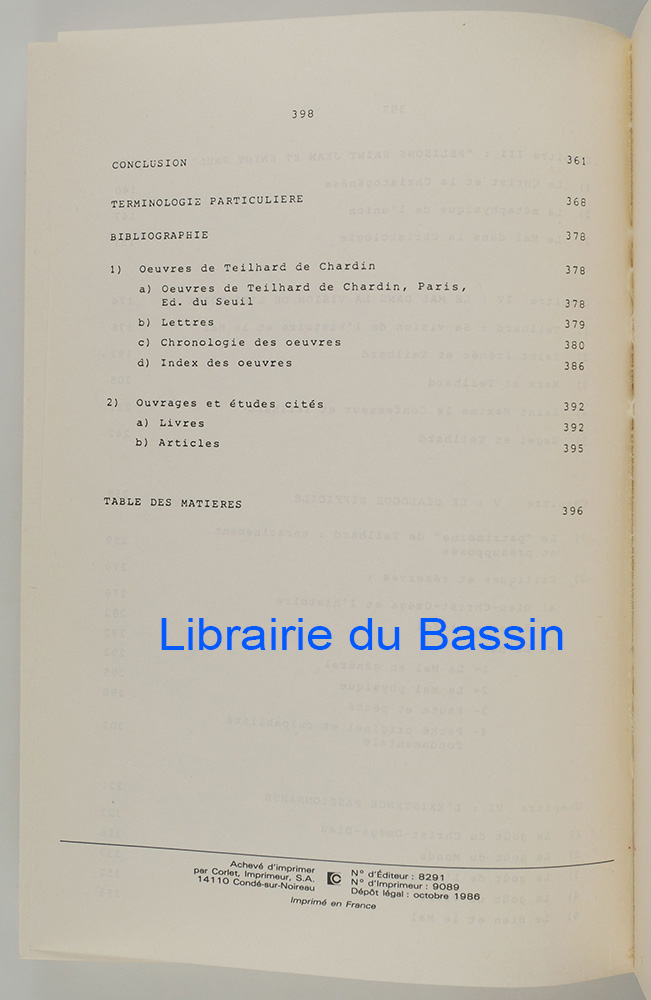 398
CONCLUSION 361
TERMINOLOGIE PARTICULIERE 368
BIBLIOGRAPHIE 378
1) Oeuvres de Teilhard de Chardin 378
a) Oeuvres de Teilhard de Chardin, Paris,
Ed. du Seuil 378
b) Lettres 379
c) Chronologie des oeuvres 380
d) Index des oeuvres 386
2) Ouvrages et études cités 392
a) Livres 392
b) Articles 395
TABLE DES MATIERES 396
Librairie du Bassin
Achevé d'imprimer
par Corlet, Imprimeur, S.A.
14110 Condé-sur-Noireau
N° d'Éditeur : 8291
N° d'Imprimeur : 9089
Dépôt légal : octobre 1986
Imprimé en France